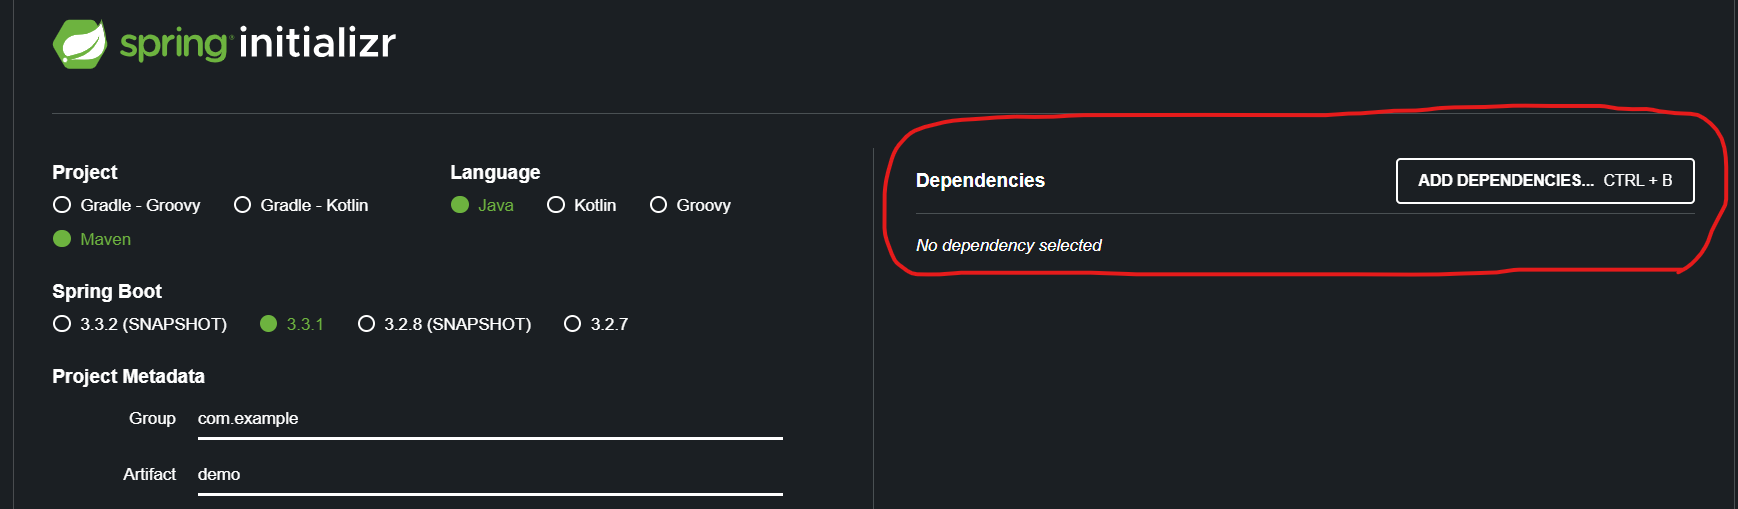 spring initializr
Project
Gradle - Groovy
Gradle - Kotlin
Maven
Language
Java
Kotlin
Groovy
Spring Boot
3.3.2 (SNAPSHOT)
3.3.1
3.2.8 (SNAPSHOT)
3.2.7
Project Metadata
Group com.example
Artifact demo
Dependencies
ADD DEPENDENCIES... CTRL + B
No dependency selected